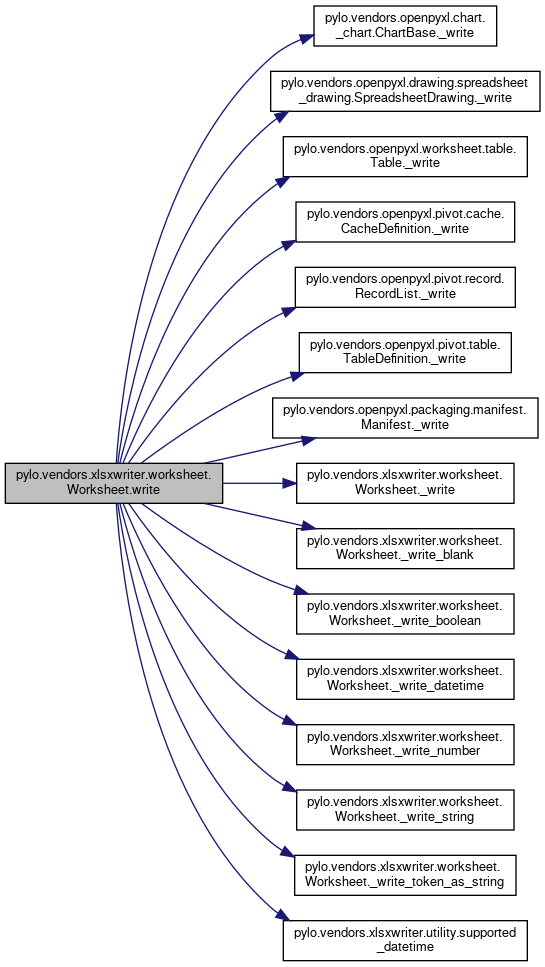 pylo.vendors.openpyxl.chart.
_chart.ChartBase._write
pylo.vendors.openpyxl.drawing.spreadsheet
_drawing.SpreadsheetDrawing._write
pylo.vendors.openpyxl.worksheet.table.
Table._write
pylo.vendors.openpyxl.pivot.cache.
CacheDefinition._write
pylo.vendors.openpyxl.pivot.record.
RecordList._write
pylo.vendors.openpyxl.pivot.table.
TableDefinition._write
pylo.vendors.openpyxl.packaging.manifest.
Manifest._write
pylo.vendors.xlsxwriter.worksheet.
Worksheet.write
pylo.vendors.xlsxwriter.worksheet.
Worksheet._write
pylo.vendors.xlsxwriter.worksheet.
Worksheet._write_blank
pylo.vendors.xlsxwriter.worksheet.
Worksheet._write_boolean
pylo.vendors.xlsxwriter.worksheet.
Worksheet._write_datetime
pylo.vendors.xlsxwriter.worksheet.
Worksheet._write_number
pylo.vendors.xlsxwriter.worksheet.
Worksheet._write_string
pylo.vendors.xlsxwriter.worksheet.
Worksheet._write_token_as_string
pylo.vendors.xlsxwriter.utility.supported
_datetime